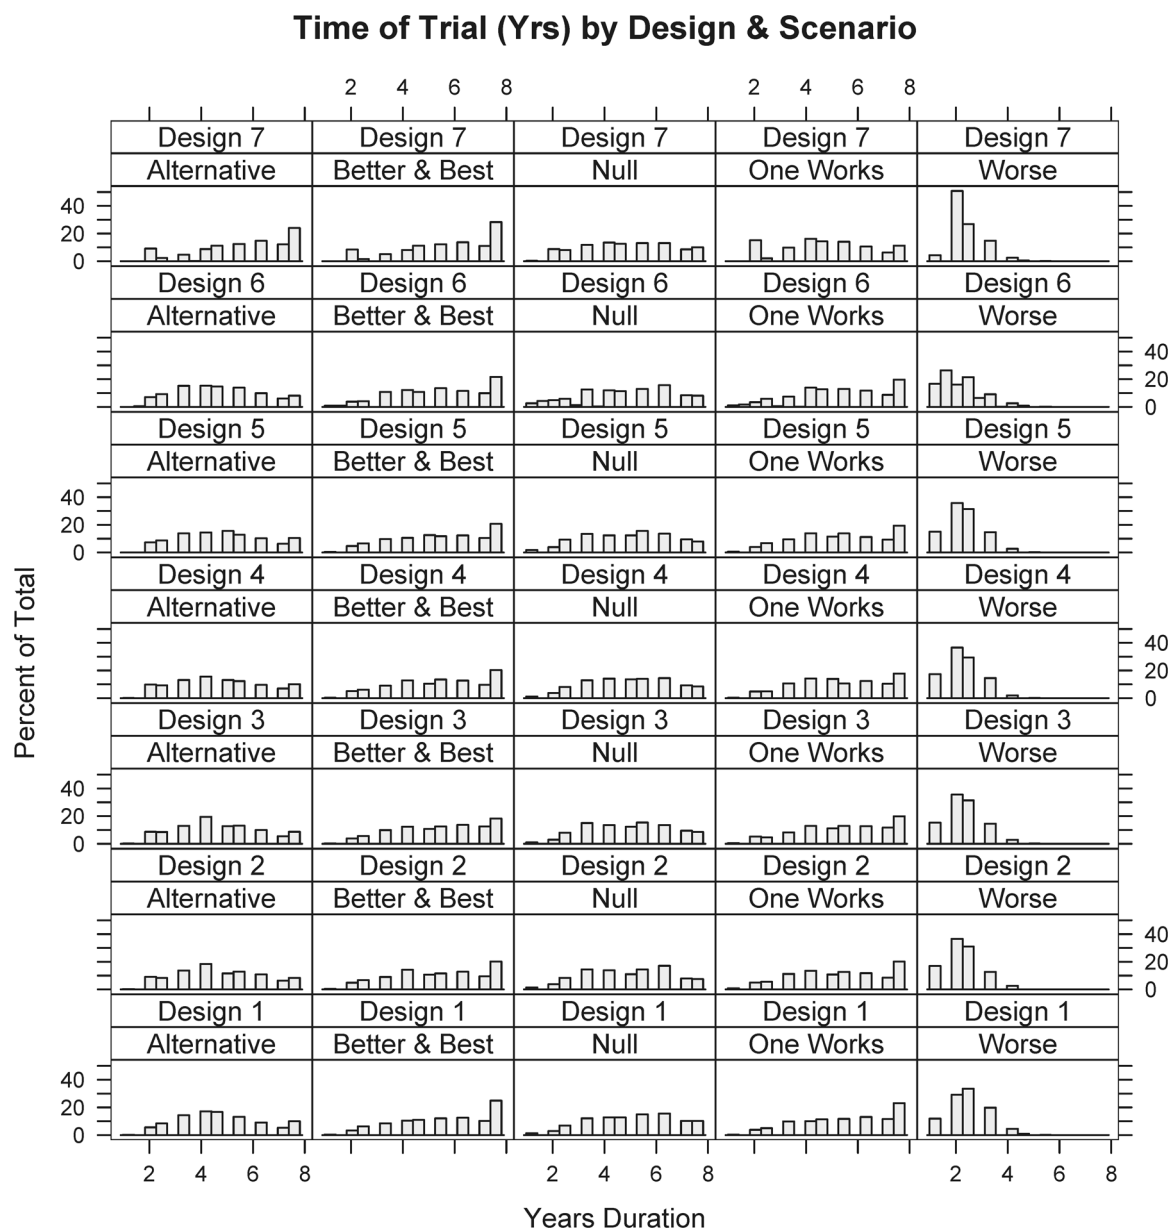 Time of Trial (Yrs) by Design & Scenario
2 4 6 8 2 4 6 8
Design 7 Design 7 Design 7 Design 7 Design 7
Alternative Better & Best Null One Works Worse
40
20
0
Design 6 Design 6 Design 6 Design 6 Design 6
Alternative Better & Best Null One Works Worse
40
20
0
Design 5 Design 5 Design 5 Design 5 Design 5
Alternative Better & Best Null One Works Worse
40
20
0
Design 4 Design 4 Design 4 Design 4 Design 4
Alternative Better & Best Null One Works Worse
40
20
0
Design 3 Design 3 Design 3 Design 3 Design 3
Alternative Better & Best Null One Works Worse
40
20
0
Design 2 Design 2 Design 2 Design 2 Design 2
Alternative Better & Best Null One Works Worse
40
20
0
Design 1 Design 1 Design 1 Design 1 Design 1
Alternative Better & Best Null One Works Worse
40
20
0
2 4 6 8 2 4 6 8 2 4 6 8
Percent of Total
Years Duration